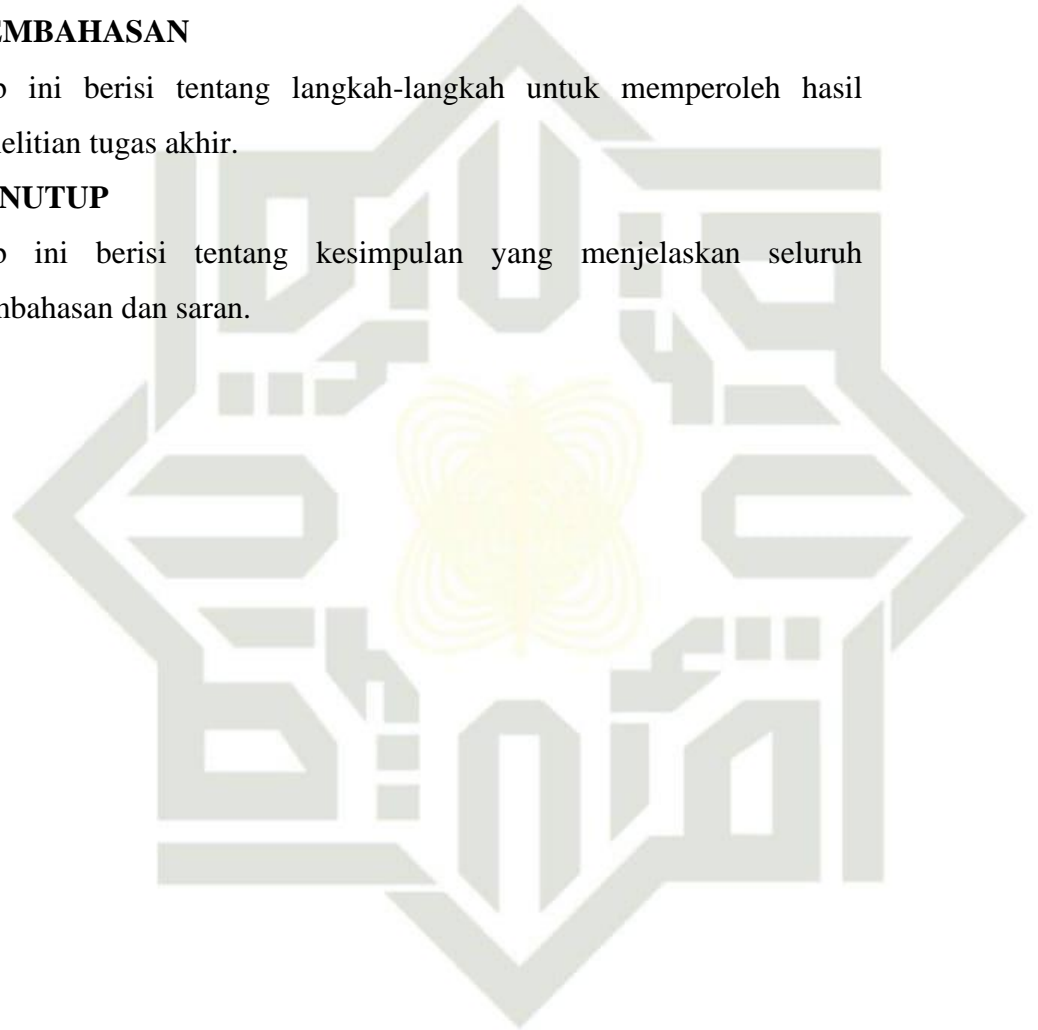 EMBAHASAN
ini berisi tentang langkah-langkah untuk memperoleh hasil
elitian tugas akhir.
NUTUP
ini berisi tentang kesimpulan yang menjelaskan seluruh
bahasan dan saran.